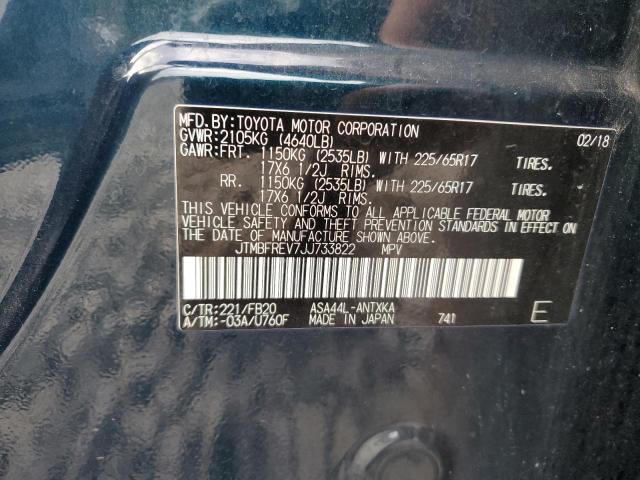 MFD.BY:TOYOTA MOTOR CORPORATION 02/18
GVWR:2105KG (4640LB)
GAWR:FRT. 1150KG (2535LB) WITH 225/65R17 TIRES.
17X6 1/2J RIMS.
RR. 1150KG (2535LB) WITH 225/65R17 TIRES.
17X6 1/2J RIMS.
THIS VEHICLE CONFORMS TO ALL APPLICABLE FEDERAL MOTOR
VEHICLE SAFETY AND THEFT PREVENTION STANDARDS IN EFFECT ON
THE DATE OF MANUFACTURE SHOWN ABOVE.
JTMBFREV7JJ733822 MPV
C/TR:221/FB20 ASA44L-ANTXKA
A/TM:-03A/U760F MADE IN JAPAN 741 E